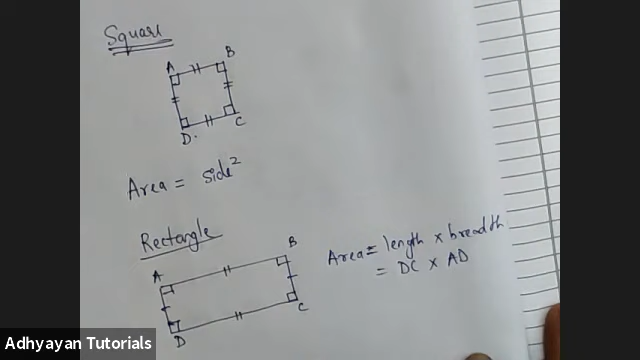 Square
A B
D. C
Area = side²
Rectangle
A B
D C
Area = length × breadth
= DC × AD
Adhyayan Tutorials